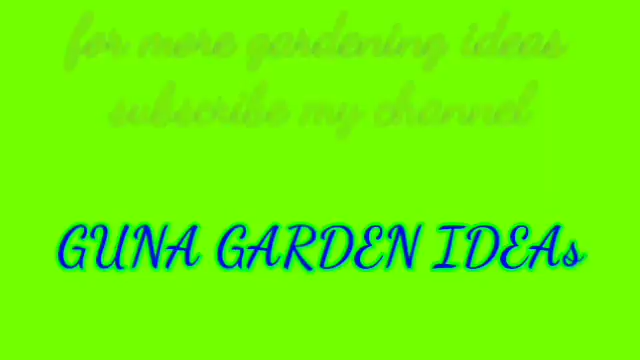 for more gardening ideas
subscribe my channel
GUNA GARDEN IDEAs